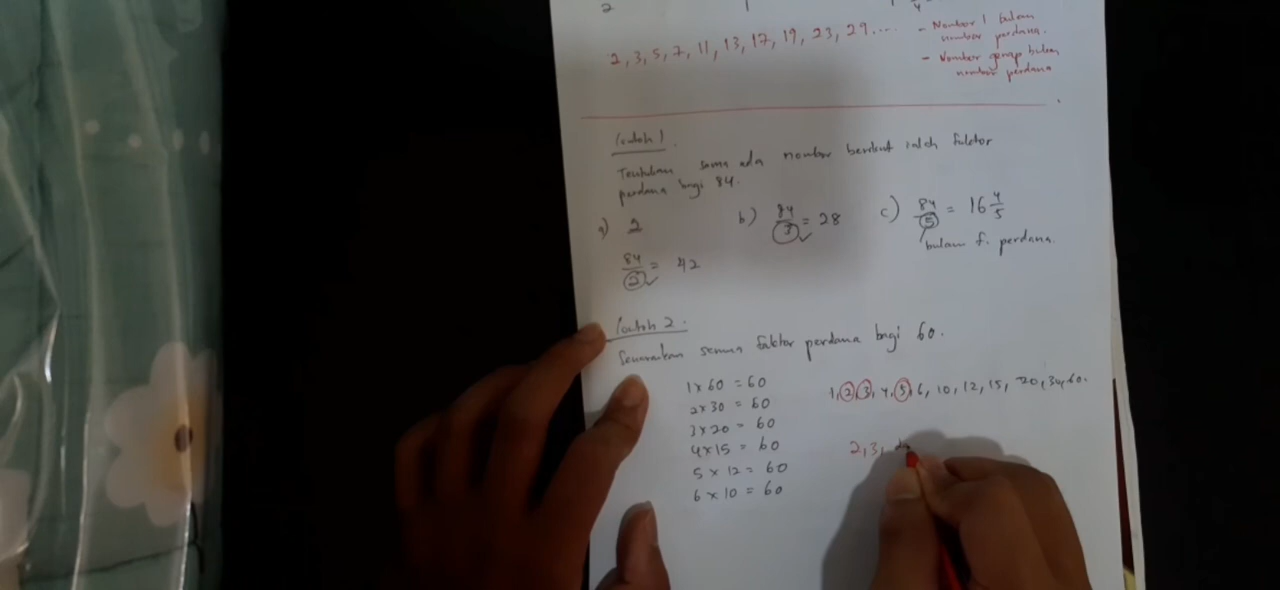 2
1
4
2, 3, 5, 7, 11, 13, 17, 19, 23, 29....
- Nombor 1 bukan
nombor perdana.
- Nombor genap bukan
nombor perdana
Contoh 1.
Tentukan sama ada nombor berikut ialah faktor
perdana bagi 84.
a) 2
b) 84/3 = 28
c) 84/5 = 16 4/5
bukan f. perdana.
84/2 = 42
Contoh 2.
Senaraikan semua faktor perdana bagi 60.
1 x 60 = 60
2 x 30 = 60
3 x 20 = 60
4 x 15 = 60
5 x 12 = 60
6 x 10 = 60
1, 2, 3, 4, 5, 6, 10, 12, 15, 20, 30, 60.
2, 3,